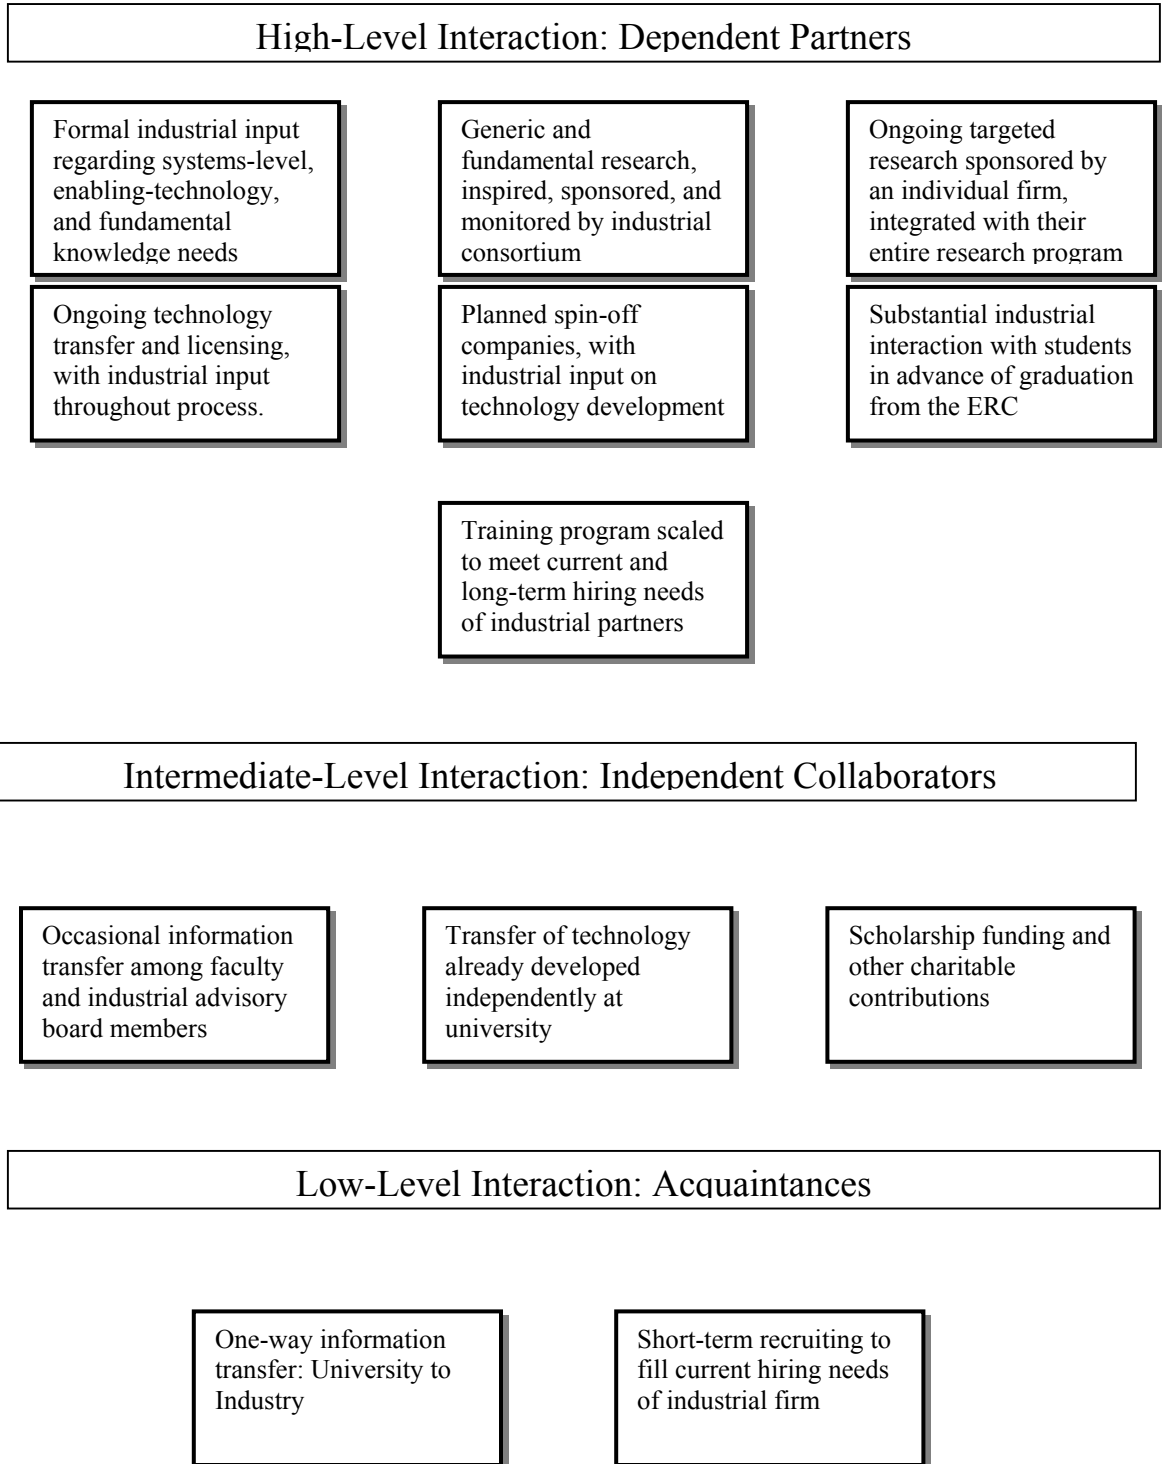 High-Level Interaction: Dependent Partners
Formal industrial input
regarding systems-level,
enabling-technology,
and fundamental
knowledge needs
Generic and
fundamental research,
inspired, sponsored, and
monitored by industrial
consortium
Ongoing targeted
research sponsored by
an individual firm,
integrated with their
entire research program
Ongoing technology
transfer and licensing,
with industrial input
throughout process.
Planned spin-off
companies, with
industrial input on
technology development
Substantial industrial
interaction with students
in advance of graduation
from the ERC
Training program scaled
to meet current and
long-term hiring needs
of industrial partners
Intermediate-Level Interaction: Independent Collaborators
Occasional information
transfer among faculty
and industrial advisory
board members
Transfer of technology
already developed
independently at
university
Scholarship funding and
other charitable
contributions
Low-Level Interaction: Acquaintances
One-way information
transfer: University to
Industry
Short-term recruiting to
fill current hiring needs
of industrial firm